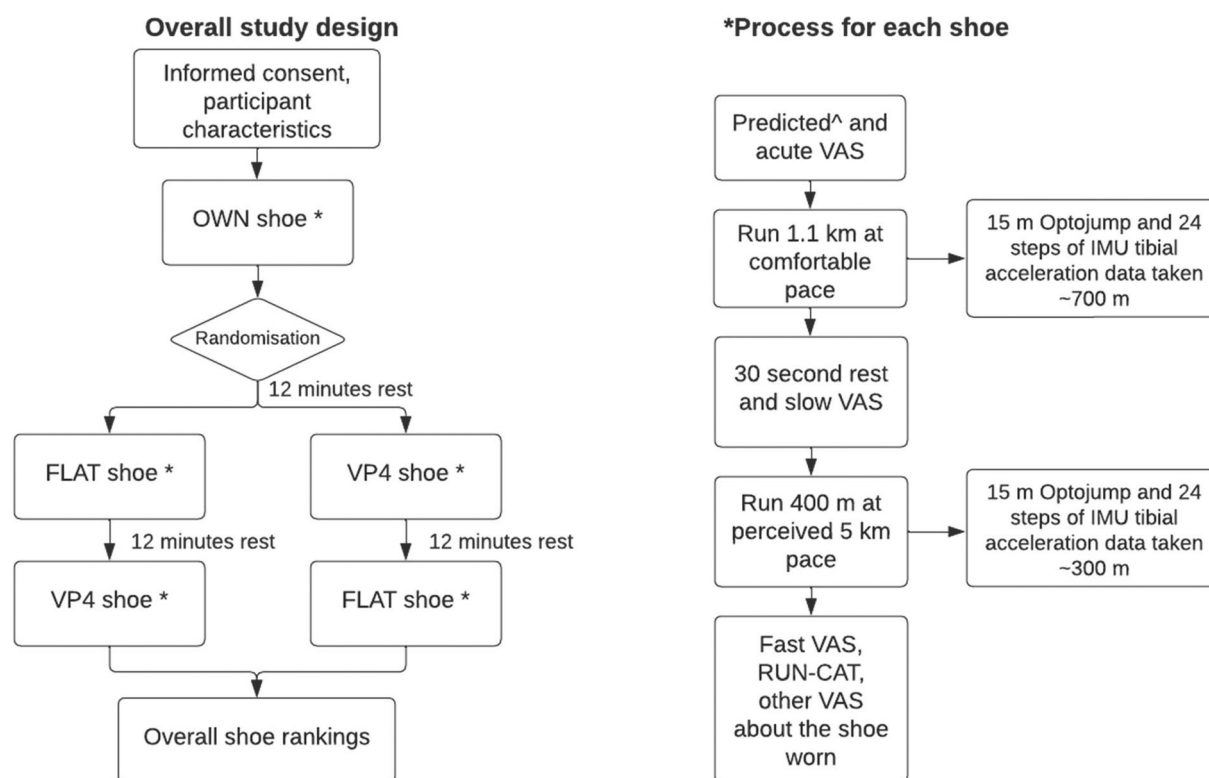 Overall study design
Informed consent,
participant
characteristics
OWN shoe *
Randomisation
12 minutes rest
FLAT shoe *
VP4 shoe *
12 minutes rest
12 minutes rest
VP4 shoe *
FLAT shoe *
Overall shoe rankings
*Process for each shoe
Predicted^ and
acute VAS
Run 1.1 km at
comfortable
pace
15 m Optojump and 24
steps of IMU tibial
acceleration data taken
~700 m
30 second rest
and slow VAS
Run 400 m at
perceived 5 km
pace
15 m Optojump and 24
steps of IMU tibial
acceleration data taken
~300 m
Fast VAS,
RUN-CAT,
other VAS
about the shoe
worn